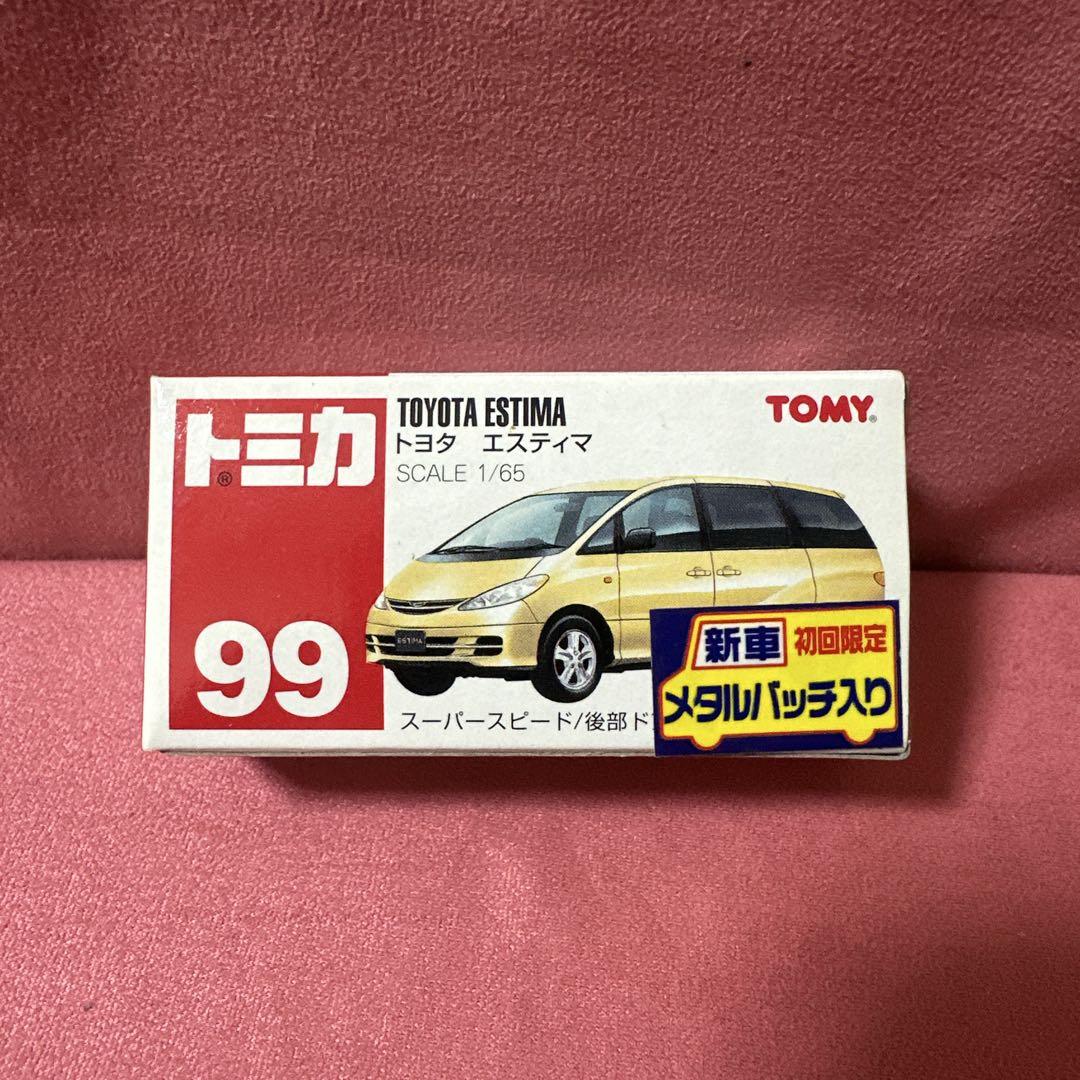 トミカ®
99
TOYOTA ESTIMA
トヨタ エスティマ
SCALE 1/65
TOMY®
ESTIMA
スーパースピード/後部ド
新車 初回限定
メタルバッチ入り